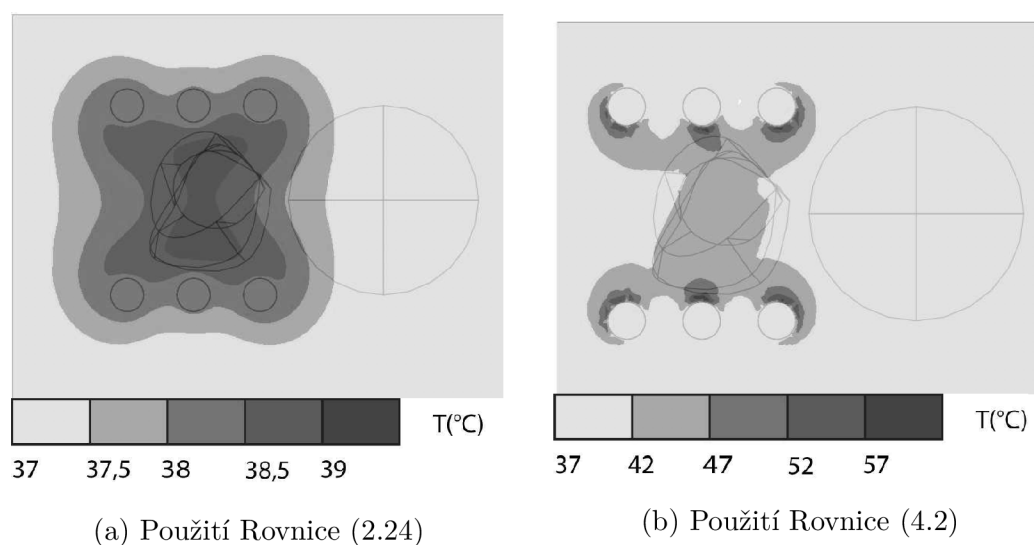 T(°C)
37 37,5 38 38,5 39
(a) Použití Rovnice (2.24)
T(°C)
37 42 47 52 57
(b) Použití Rovnice (4.2)